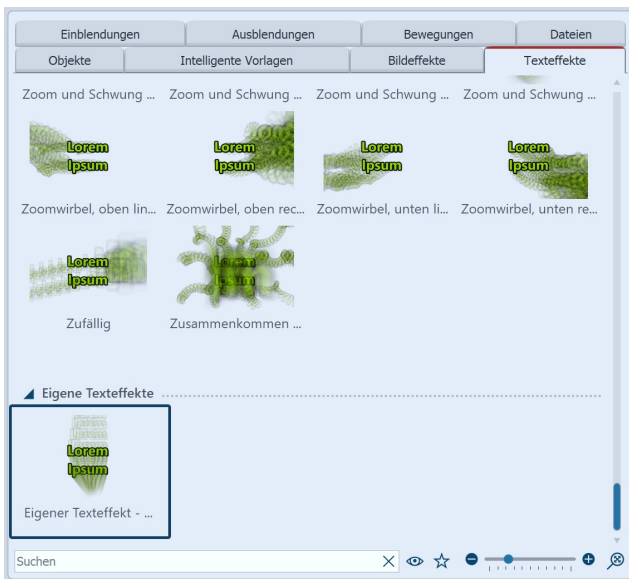 Einblendungen Ausblendungen Bewegungen Dateien
Objekte Intelligente Vorlagen Bildeffekte Texteffekte
Zoom und Schwung ... Zoom und Schwung ... Zoom und Schwung ... Zoom und Schwung ...
Lorem Lorem Lorem Lorem
Ipsum Ipsum Ipsum Ipsum
Zoomwirbel, oben lin... Zoomwirbel, oben rec... Zoomwirbel, unten li... Zoomwirbel, unten re...
Lorem Lorem
Ipsum Ipsum
Zufällig Zusammenkommen ...
Eigene Texteffekte
Lorem
Ipsum
Eigener Texteffekt - ...
Suchen